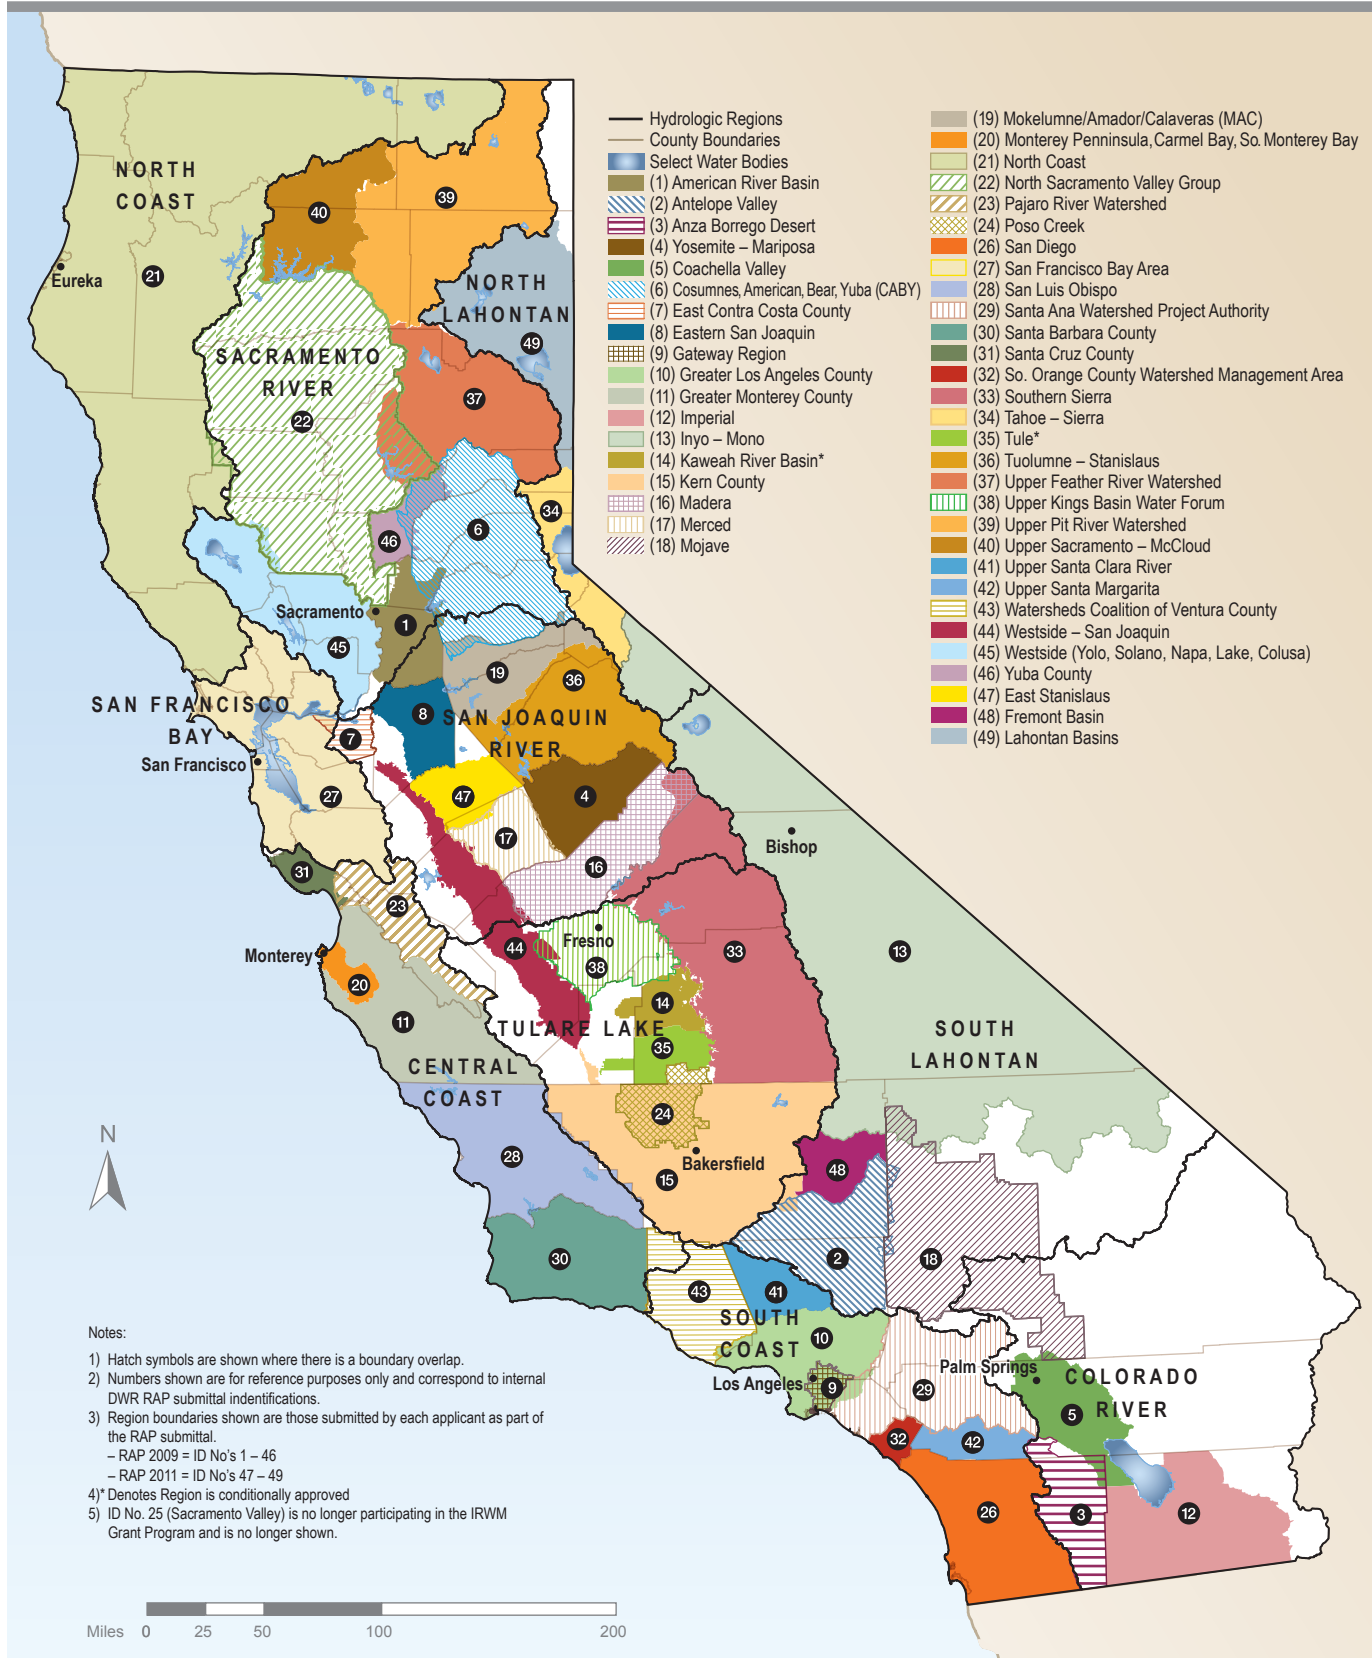 Hydrologic Regions
County Boundaries
Select Water Bodies
(1) American River Basin
(2) Antelope Valley
(3) Anza Borrego Desert
(4) Yosemite – Mariposa
(5) Coachella Valley
(6) Cosumnes, American, Bear, Yuba (CABY)
(7) East Contra Costa County
(8) Eastern San Joaquin
(9) Gateway Region
(10) Greater Los Angeles County
(11) Greater Monterey County
(12) Imperial
(13) Inyo – Mono
(14) Kaweah River Basin*
(15) Kern County
(16) Madera
(17) Merced
(18) Mojave
(19) Mokelumne/Amador/Calaveras (MAC)
(20) Monterey Penninsula, Carmel Bay, So. Monterey Bay
(21) North Coast
(22) North Sacramento Valley Group
(23) Pajaro River Watershed
(24) Poso Creek
(26) San Diego
(27) San Francisco Bay Area
(28) San Luis Obispo
(29) Santa Ana Watershed Project Authority
(30) Santa Barbara County
(31) Santa Cruz County
(32) So. Orange County Watershed Management Area
(33) Southern Sierra
(34) Tahoe – Sierra
(35) Tule*
(36) Tuolumne – Stanislaus
(37) Upper Feather River Watershed
(38) Upper Kings Basin Water Forum
(39) Upper Pit River Watershed
(40) Upper Sacramento – McCloud
(41) Upper Santa Clara River
(42) Upper Santa Margarita
(43) Watersheds Coalition of Ventura County
(44) Westside – San Joaquin
(45) Westside (Yolo, Solano, Napa, Lake, Colusa)
(46) Yuba County
(47) East Stanislaus
(48) Fremont Basin
(49) Lahontan Basins
NORTH
COAST
39
40
Eureka
21
NORTH
LAHONTAN
49
SACRAMENTO
RIVER
37
22
34
6
46
Sacramento
1
45
19
36
SAN FRANCISCO
BAY
8
SAN JOAQUIN
RIVER
7
San Francisco
27
47
4
17
Bishop
16
31
23
Fresno
44
38
33
13
Monterey
20
14
11
TULARE LAKE
35
SOUTH
LAHONTAN
CENTRAL
COAST
24
N
28
Bakersfield
15
48
30
2
18
43
41
SOUTH
COAST
10
Palm Springs
COLORADO
RIVER
Los Angeles
9
29
5
32
42
26
3
12
Notes:
1) Hatch symbols are shown where there is a boundary overlap.
2) Numbers shown are for reference purposes only and correspond to internal
DWR RAP submittal indentifications.
3) Region boundaries shown are those submitted by each applicant as part of
the RAP submittal.
– RAP 2009 = ID No's 1 – 46
– RAP 2011 = ID No's 47 – 49
4)* Denotes Region is conditionally approved
5) ID No. 25 (Sacramento Valley) is no longer participating in the IRWM
Grant Program and is no longer shown.
Miles 0 25 50 100 200